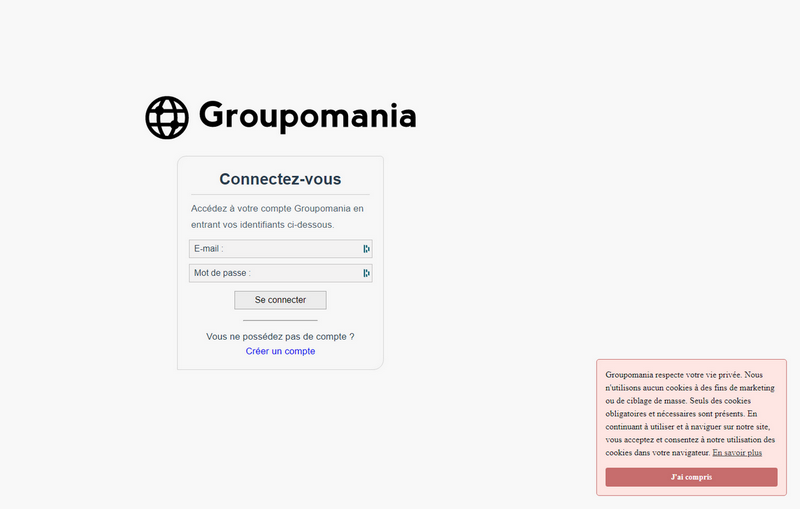 Groupomania
Connectez-vous
Accédez à votre compte Groupomania en
entrant vos identifiants ci-dessous.
E-mail :
Mot de passe :
Se connecter
Vous ne possédez pas de compte ?
Créer un compte
Groupomania respecte votre vie privée. Nous
n'utilisons aucun cookies à des fins de marketing
ou de ciblage de masse. Seuls des cookies
obligatoires et nécessaires sont présents. En
continuant à utiliser et à naviguer sur notre site,
vous acceptez et consentez à notre utilisation des
cookies dans votre navigateur. En savoir plus
J'ai compris